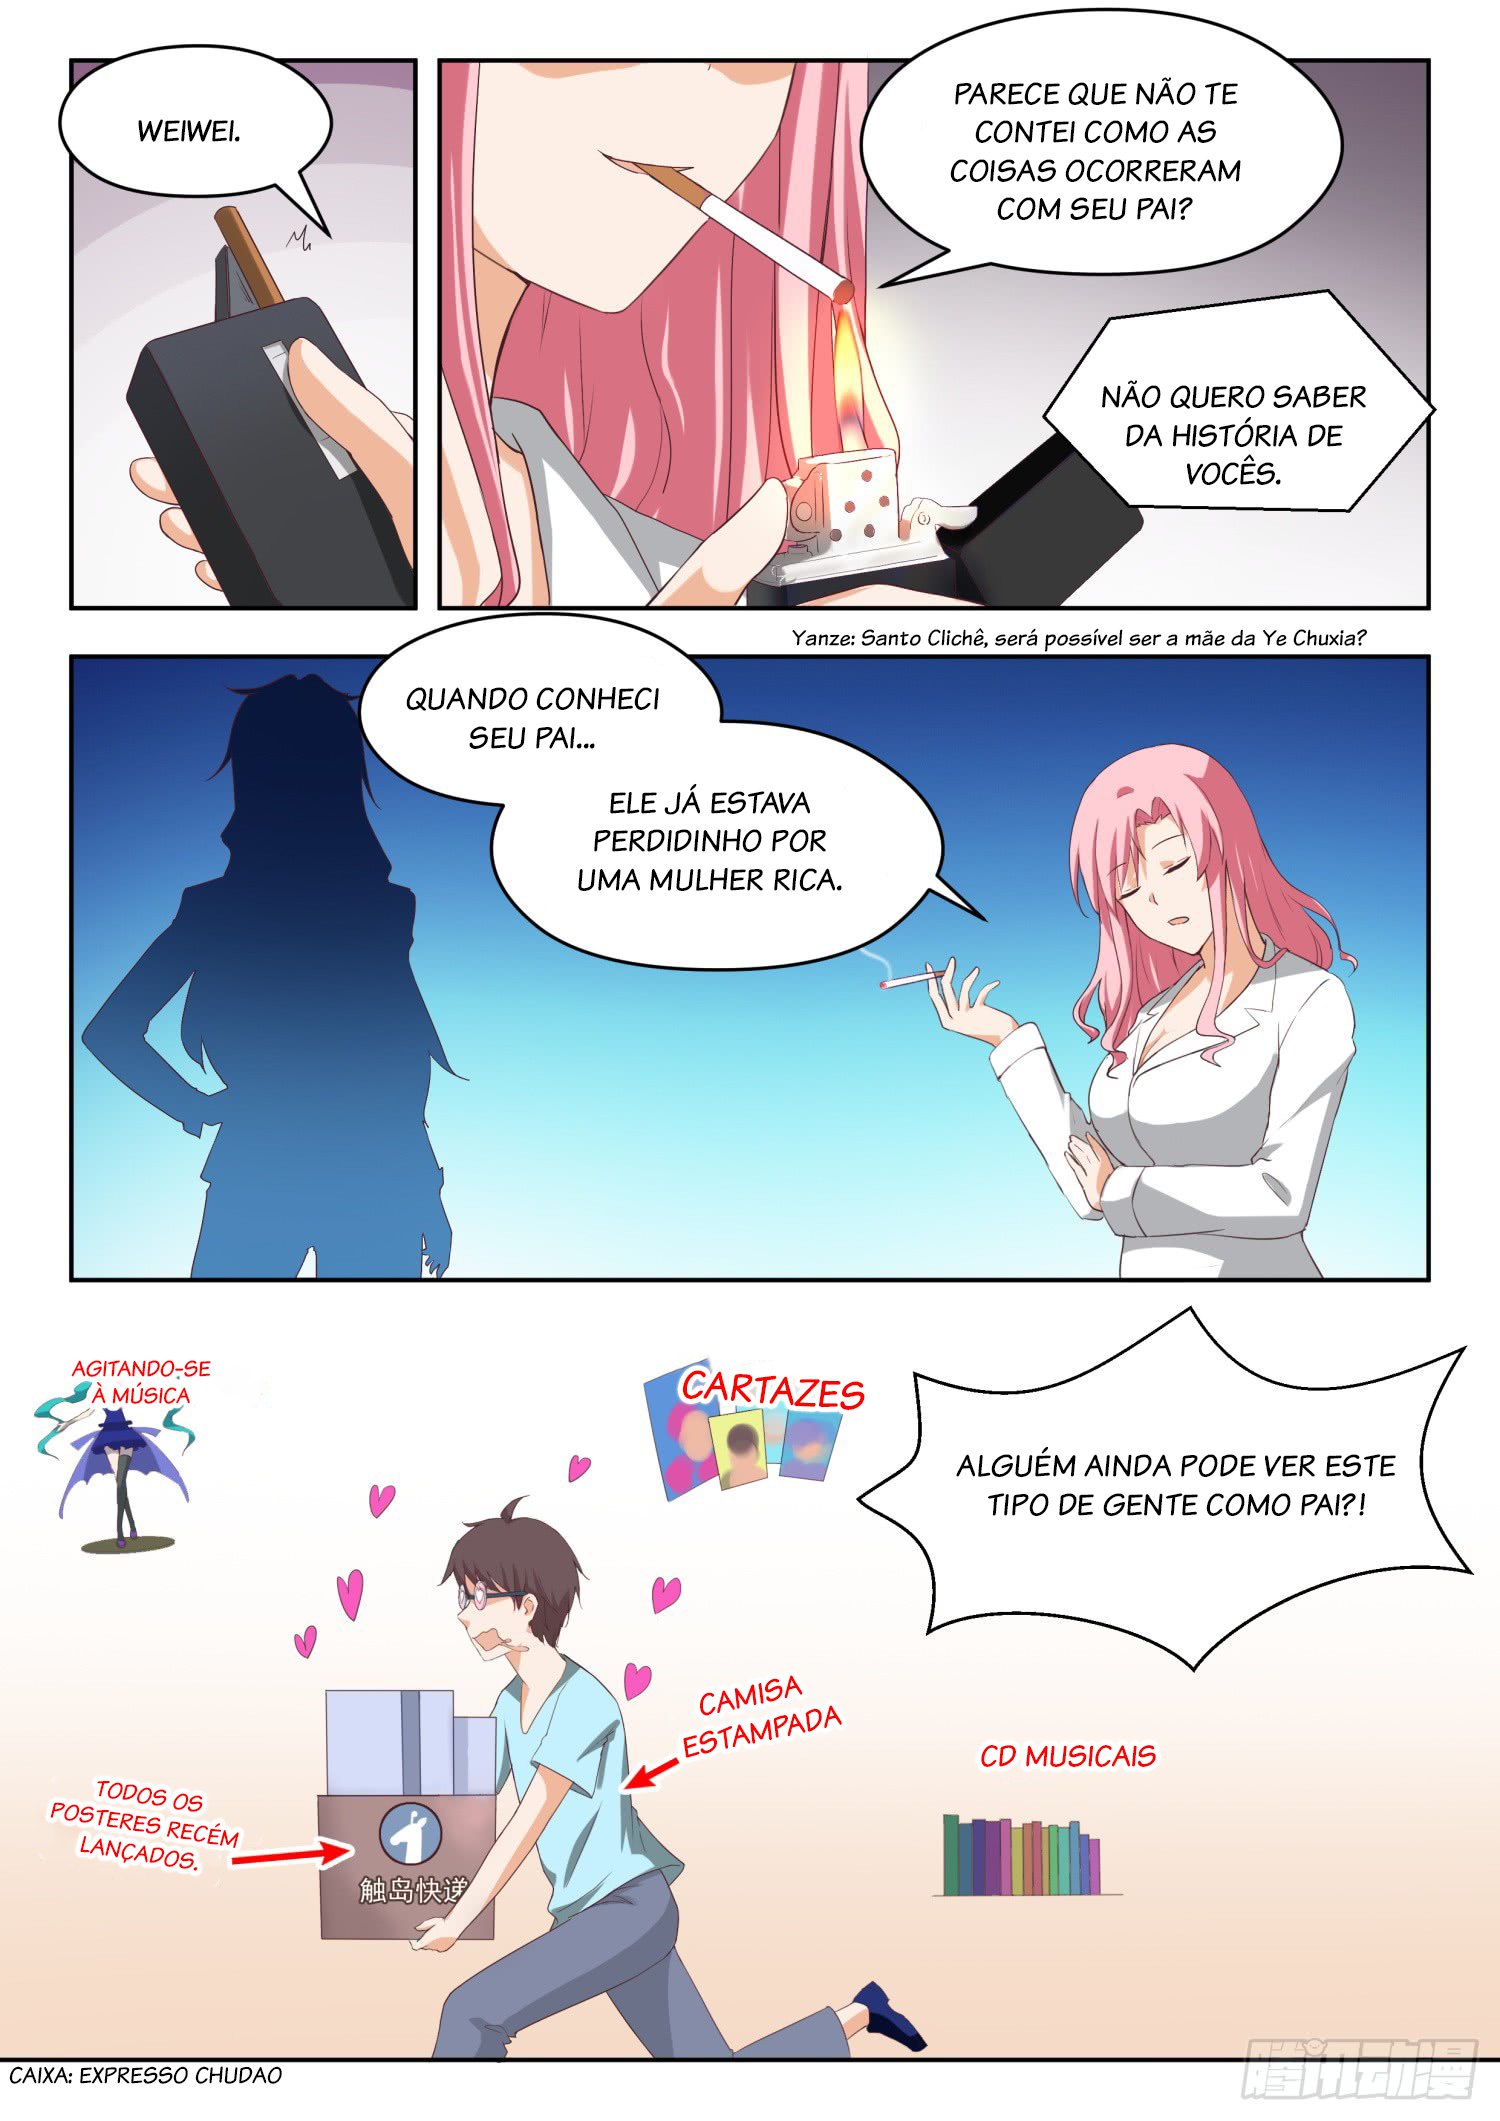 WEIWEI.
PARECE QUE NÃO TE
CONTEI COMO AS
COISAS OCORRERAM
COM SEU PAI?
NÃO QUERO SABER
DA HISTÓRIA DE
VOCÊS.
Yanze: Santo Clichê, será possível ser a mãe da Ye Chuxia?
QUANDO CONHECI
SEU PAI...
ELE JÁ ESTAVA
PERDIDINHO POR
UMA MULHER RICA.
AGITANDO-SE
À MÚSICA
CARTAZES
ALGUÉM AINDA PODE VER ESTE
TIPO DE GENTE COMO PAI?!
CAMISA
ESTAMPADA
CD MUSICAIS
TODOS OS
POSTERES RECÉM
LANÇADOS.
触岛快递
CAIXA: EXPRESSO CHUDAO
腾讯动漫